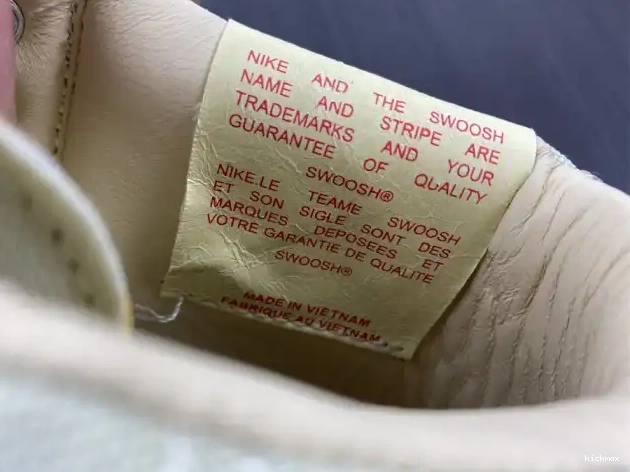 NIKE AND THE SWOOSH
NAME AND STRIPE ARE
TRADEMARKS AND YOUR
GUARANTEE OF QUALITY
SWOOSH®
NIKE.LE TEAME SWOOSH
ET SON SIGLE SONT DES
MARQUES DEPOSEES ET
VOTRE GARANTIE DE QUALITE
SWOOSH®
MADE IN VIETNAM
FABRIQUE AU VIETNAM
kickmax